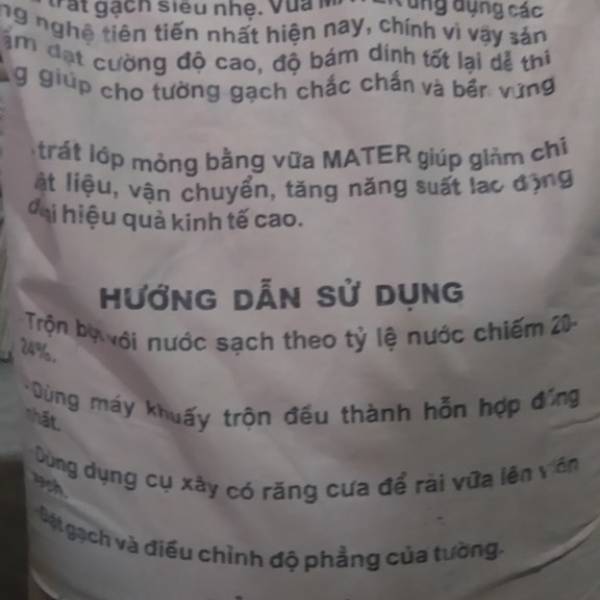 trát gạch siêu nhẹ. Vữa ứng dụng các
nghệ tiên tiến nhất hiện nay, chính vì vậy sản
đạt cường độ cao, độ bám dính tốt lại dễ thi
giúp cho tường gạch chắc chắn và bền vững
trát lớp mỏng bằng vữa MATER giúp giảm chi
liệu, vận chuyển, tăng năng suất lao động
hiệu quả kinh tế cao.
HƯỚNG DẪN SỬ DỤNG
-Trộn với nước sạch theo tỷ lệ nước chiếm 20-
24%.
-Dùng máy khuấy trộn đều thành hỗn hợp đồng
nhất.
-Dùng dụng cụ xây có răng cưa để rải vữa lên viên
gạch.
-Đặt gạch và điều chỉnh độ phẳng của tường.